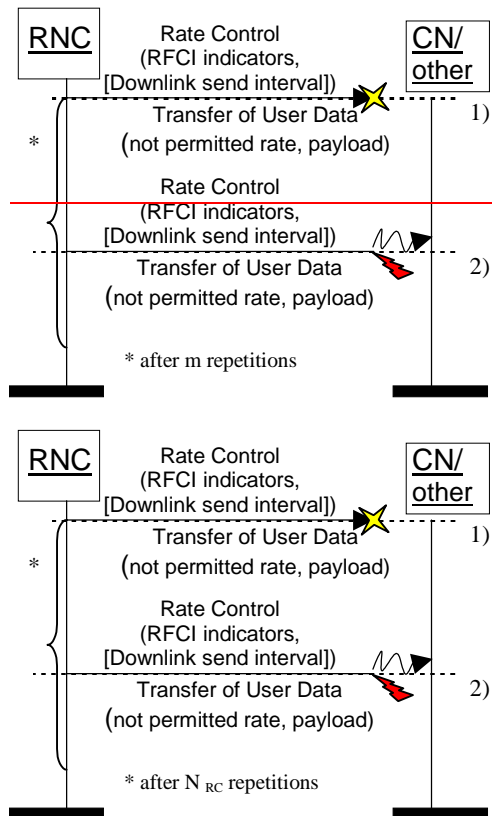 RNC
Rate Control
(RFCI indicators,
[Downlink send interval])
CN/
other
1)
Transfer of User Data
(not permitted rate, payload)
*
Rate Control
(RFCI indicators,
[Downlink send interval])
2)
Transfer of User Data
(not permitted rate, payload)
* after m repetitions
RNC
Rate Control
(RFCI indicators,
[Downlink send interval])
CN/
other
1)
Transfer of User Data
(not permitted rate, payload)
*
Rate Control
(RFCI indicators,
[Downlink send interval])
2)
Transfer of User Data
(not permitted rate, payload)
* after N RC repetitions